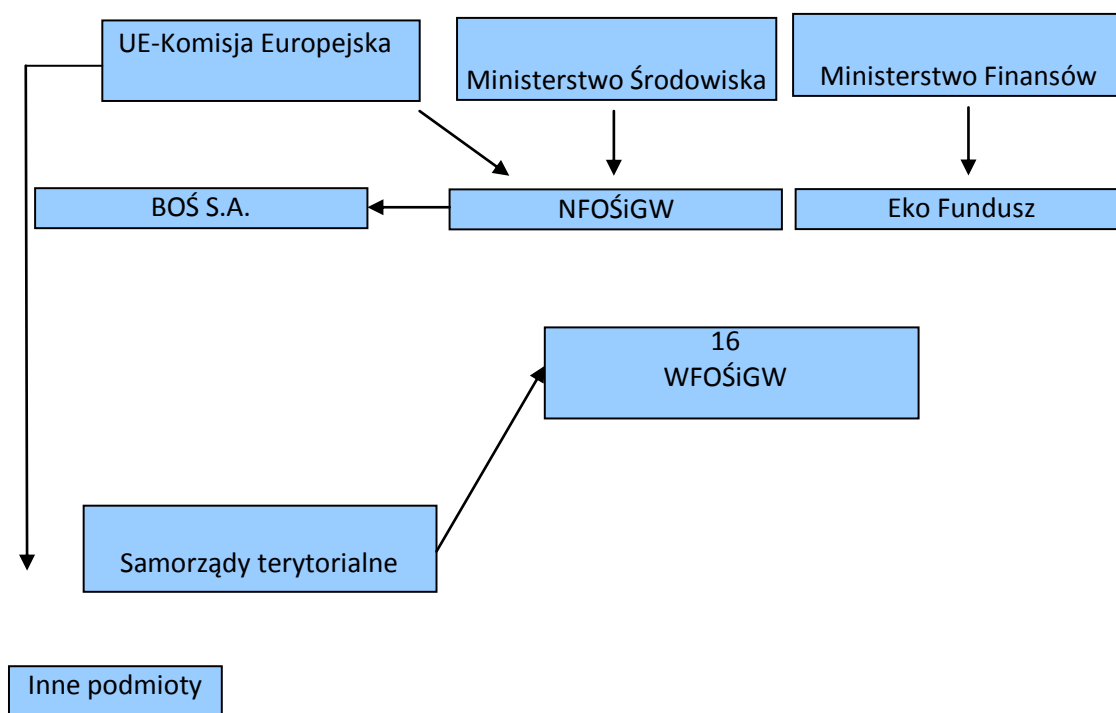 UE-Komisja Europejska
Ministerstwo Środowiska
Ministerstwo Finansów
BOŚ S.A.
NFOŚiGW
Eko Fundusz
16
WFOŚiGW
Samorządy terytorialne
Inne podmioty